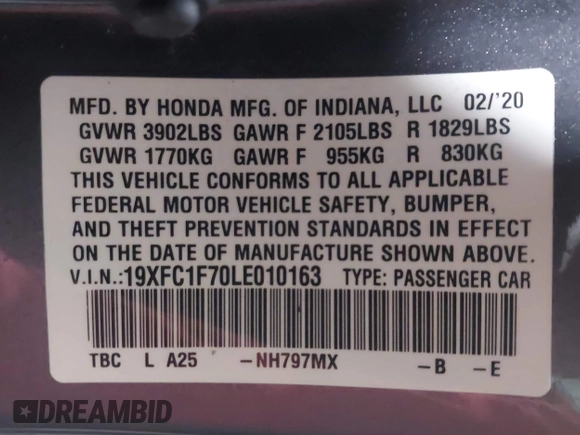 MFD. BY HONDA MFG. OF INDIANA, LLC 02/'20
GVWR 3902LBS GAWR F 2105LBS R 1829LBS
GVWR 1770KG GAWR F 955KG R 830KG
THIS VEHICLE CONFORMS TO ALL APPLICABLE
FEDERAL MOTOR VEHICLE SAFETY, BUMPER,
AND THEFT PREVENTION STANDARDS IN EFFECT
ON THE DATE OF MANUFACTURE SHOWN ABOVE.
V.I.N.:19XFC1F70LE010163 TYPE: PASSENGER CAR
TBC L A25 -NH797MX -B -E
DREAMBID